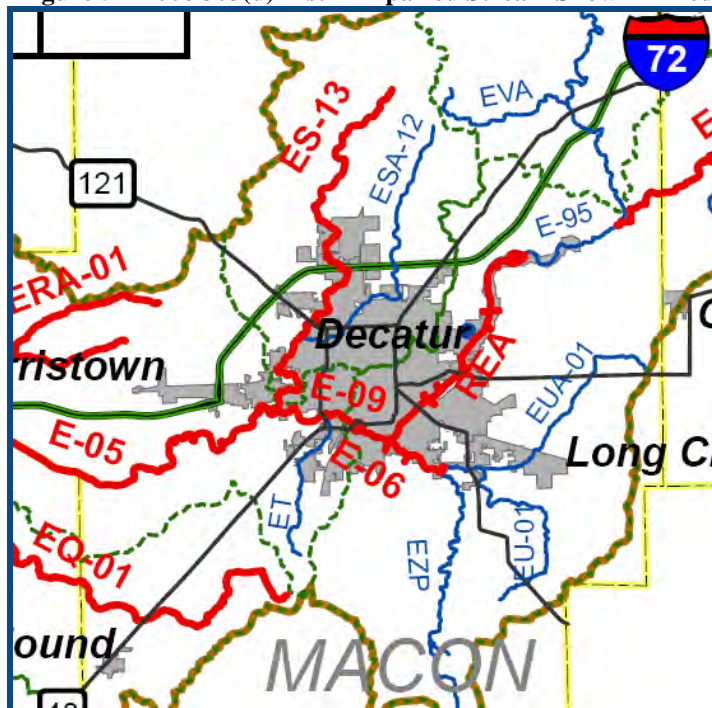 72
EVA
ES-13
ESA-12
121
E-95
E
ERA-01
Decatur
REA
rristown
E-09
EUA-01
E-05
E-06
Long C
ET
EQ-01
EZP
EU-01
ound
MACON